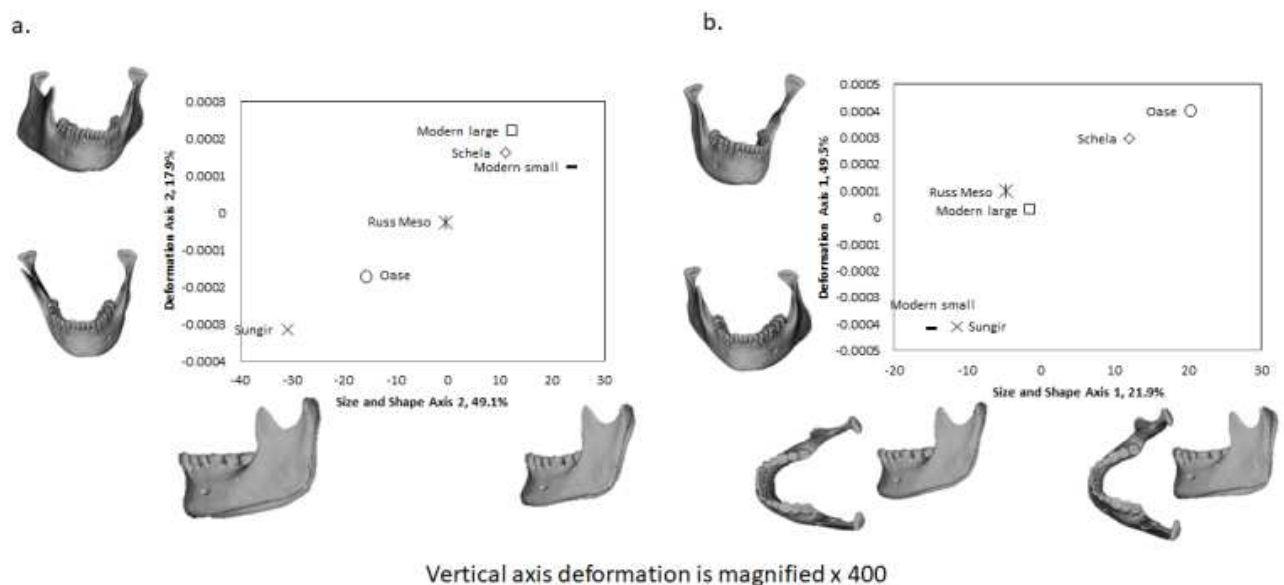 a.
0.0003
0.0002
0.0001
0
-0.0001
-0.0002
-0.0003
-0.0004
Deformation Axis 2, 17.9%
Modern large
Schela
Modern small
Russ Meso
Oase
Sungir
-40 -30 -20 -10 0 10 20 30
Size and Shape Axis 2, 49.1%
b.
0.0005
0.0004
0.0003
0.0002
0.0001
0
-0.0001
-0.0002
-0.0003
-0.0004
-0.0005
Deformation Axis 1, 49.5%
Oase
Schela
Russ Meso
Modern large
Modern small
Sungir
-20 -10 0 10 20 30
Size and Shape Axis 1, 21.9%
Vertical axis deformation is magnified x 400